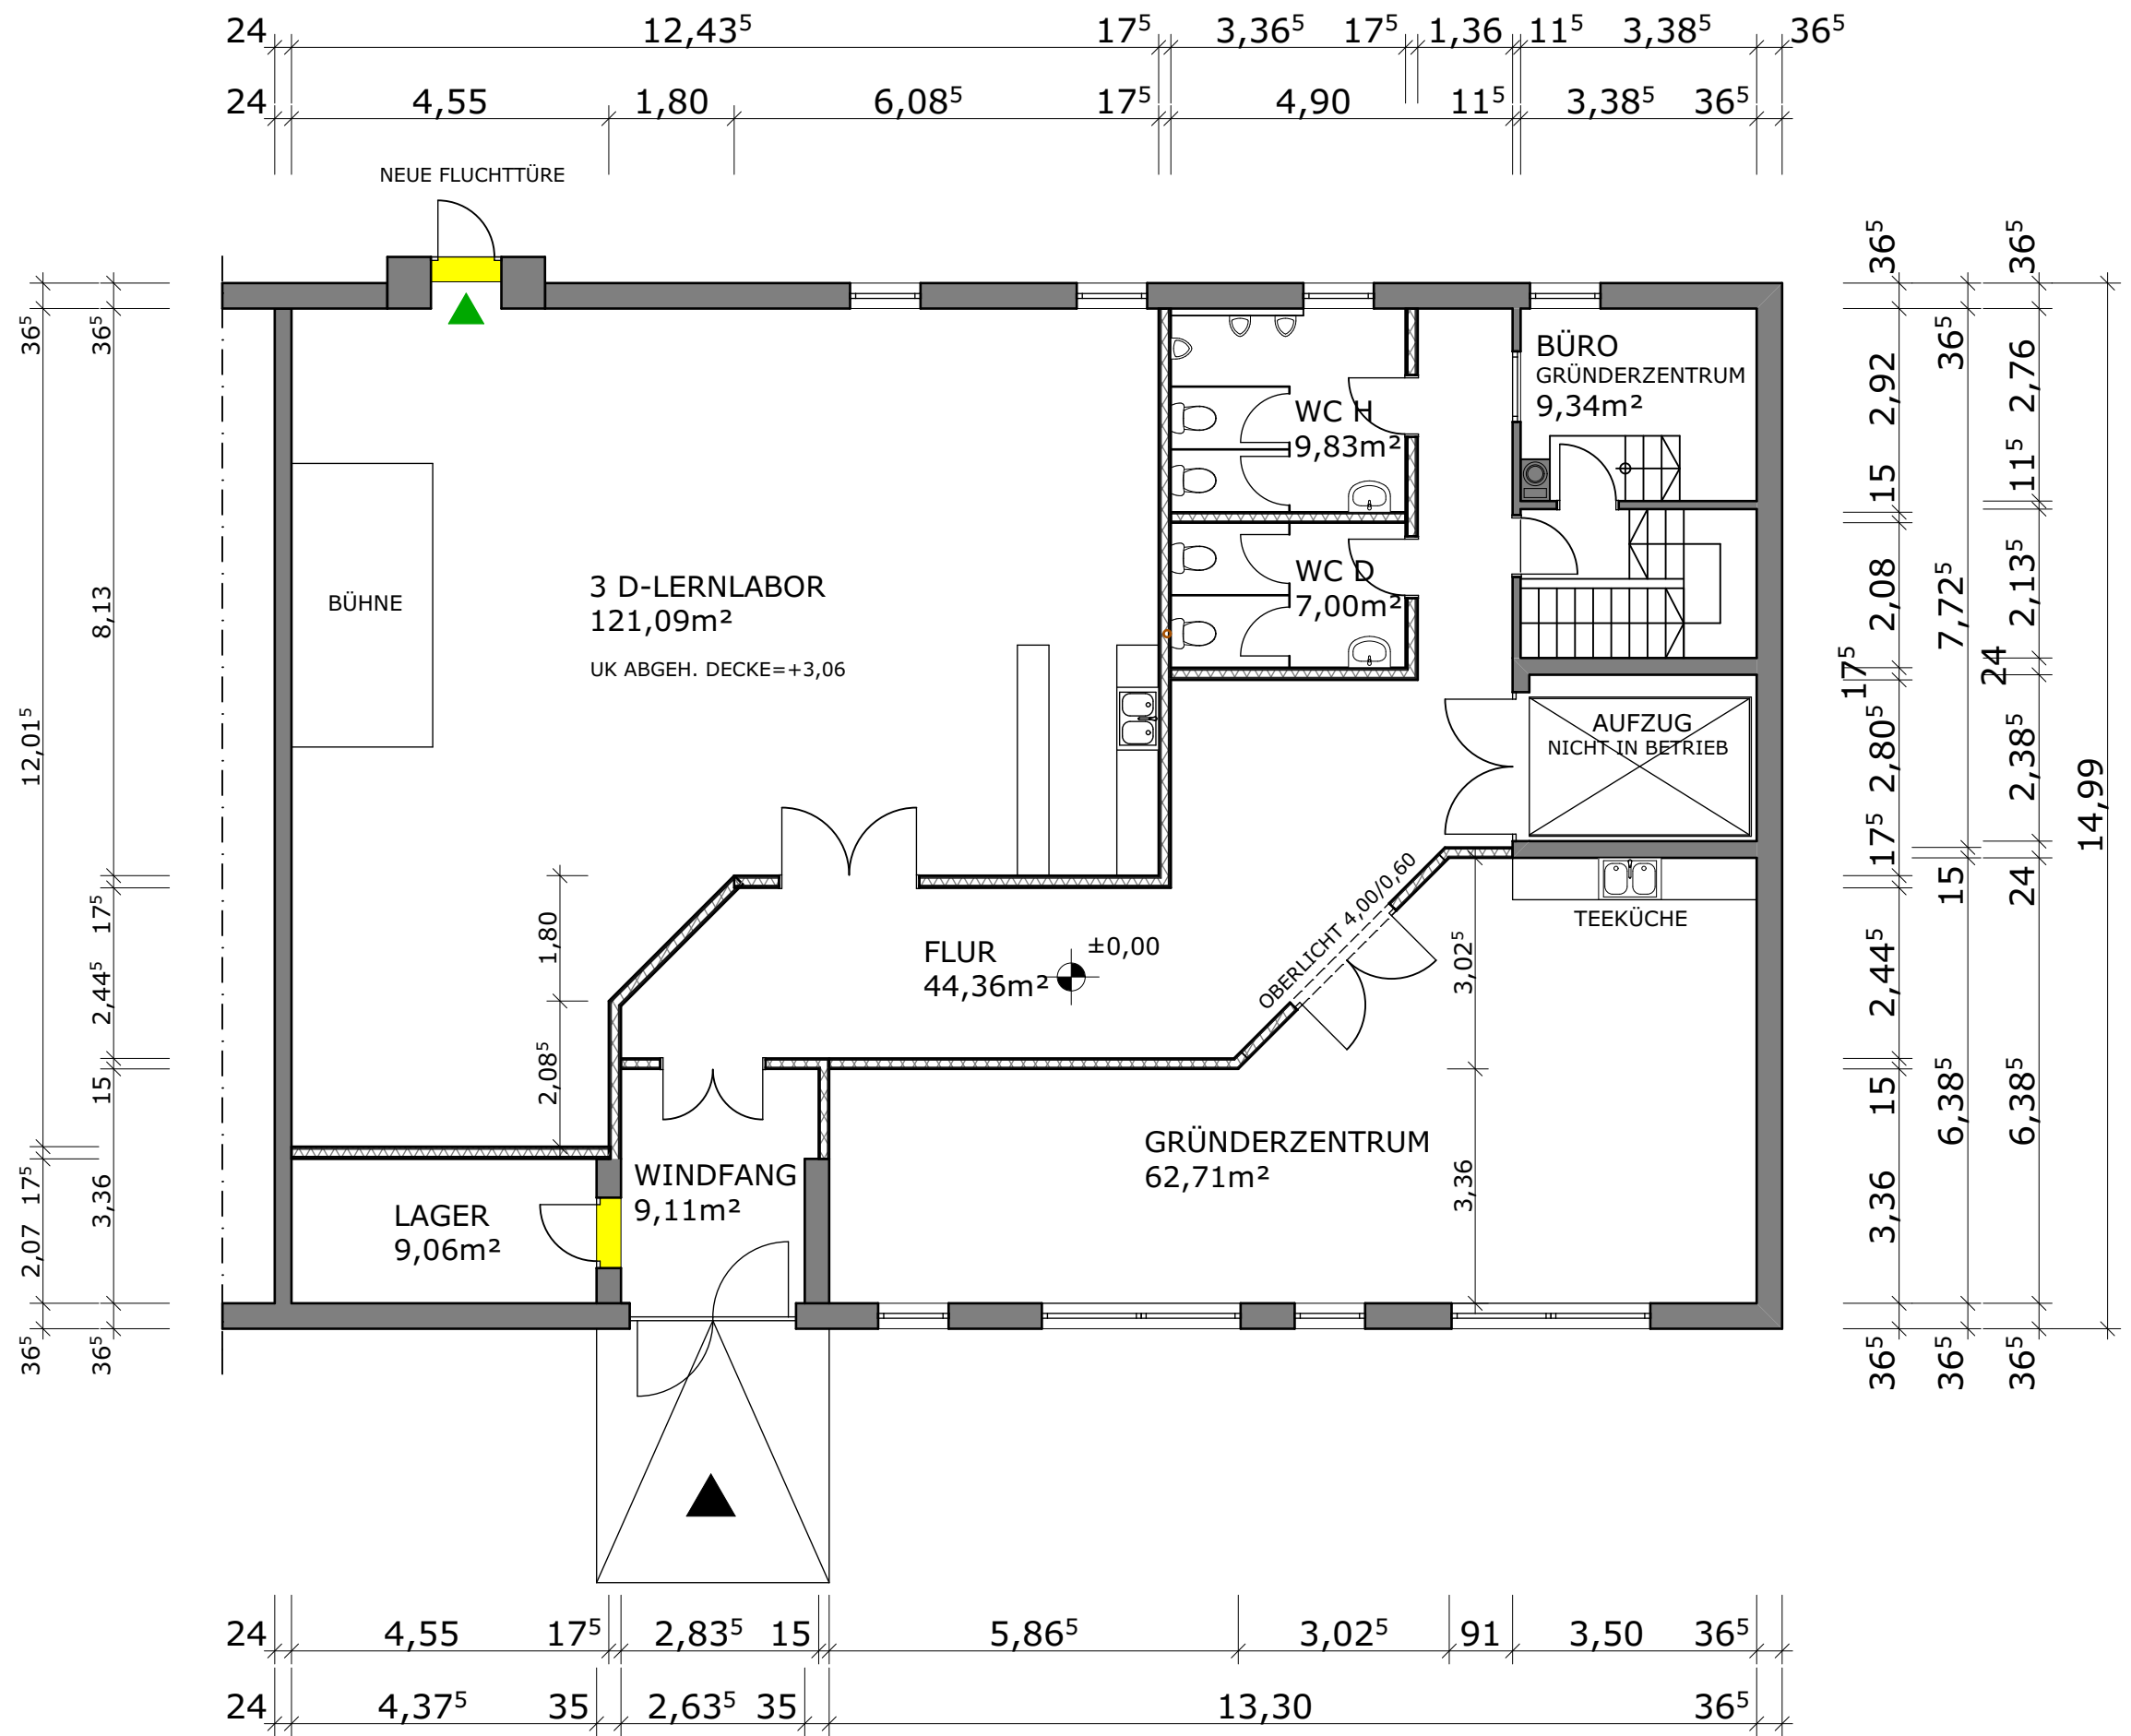 24 12,43⁵ 17⁵ 3,36⁵ 17⁵ 1,36 11⁵ 3,38⁵ 36⁵
24 4,55 1,80 6,08⁵ 17⁵ 4,90 11⁵ 3,38⁵ 36⁵
NEUE FLUCHTTÜRE
36⁵ 12,01⁵ 17⁵ 2,07 36⁵
36⁵ 8,13 17⁵ 2,44⁵ 15 3,36 36⁵
BÜHNE
3 D-LERNLABOR
121,09m²
UK ABGEH. DECKE=+3,06
1,80
2,08⁵
WC H
9,83m²
WC D
7,00m²
BÜRO
GRÜNDERZENTRUM
9,34m²
AUFZUG
NICHT IN BETRIEB
TEEKÜCHE
OBERLICHT 4,00/0,60
FLUR
44,36m²
±0,00
3,02⁵
3,36
GRÜNDERZENTRUM
62,71m²
WINDFANG
9,11m²
LAGER
9,06m²
36⁵ 2,92 15 2,08 17⁵ 2,80⁵ 17⁵ 2,44⁵ 15 3,36 36⁵
36⁵ 7,72⁵ 15 6,38⁵ 36⁵
36⁵ 2,76 11⁵ 2,13⁵ 24 2,38⁵ 24 6,38⁵ 36⁵
14,99
24 4,55 17⁵ 2,83⁵ 15 5,86⁵ 3,02⁵ 91 3,50 36⁵
24 4,37⁵ 35 2,63⁵ 35 13,30 36⁵